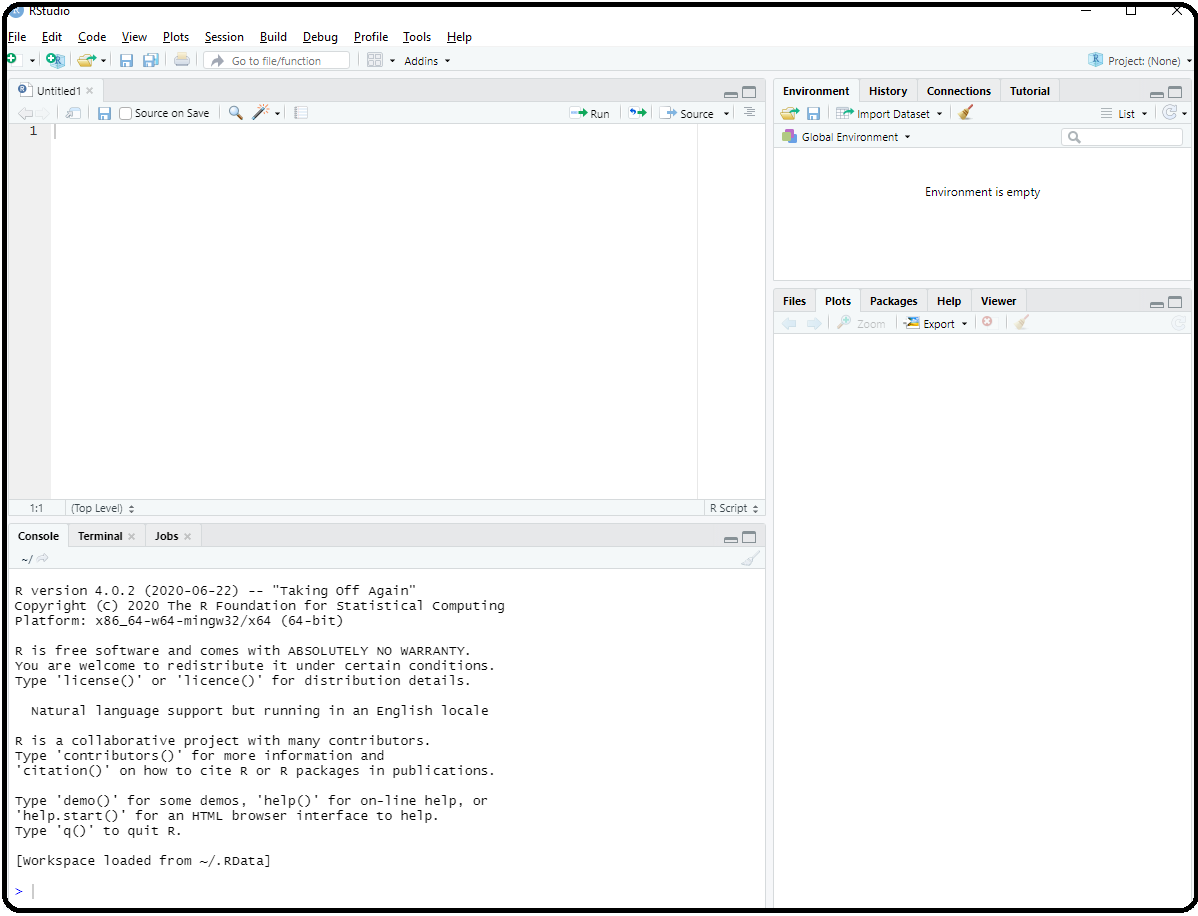 RStudio
File Edit Code View Plots Session Build Debug Profile Tools Help
Go to file/function Addins Project: (None)
Untitled1
Source on Save Run Source
1
1:1 (Top Level) R Script
Console Terminal Jobs
~/
R version 4.0.2 (2020-06-22) -- "Taking Off Again"
Copyright (C) 2020 The R Foundation for Statistical Computing
Platform: x86_64-w64-mingw32/x64 (64-bit)
R is free software and comes with ABSOLUTELY NO WARRANTY.
You are welcome to redistribute it under certain conditions.
Type 'license()' or 'licence()' for distribution details.
Natural language support but running in an English locale
R is a collaborative project with many contributors.
Type 'contributors()' for more information and
'citation()' on how to cite R or R packages in publications.
Type 'demo()' for some demos, 'help()' for on-line help, or
'help.start()' for an HTML browser interface to help.
Type 'q()' to quit R.
[Workspace loaded from ~/.RData]
>
Environment History Connections Tutorial
Import Dataset List
Global Environment
Environment is empty
Files Plots Packages Help Viewer
Zoom Export